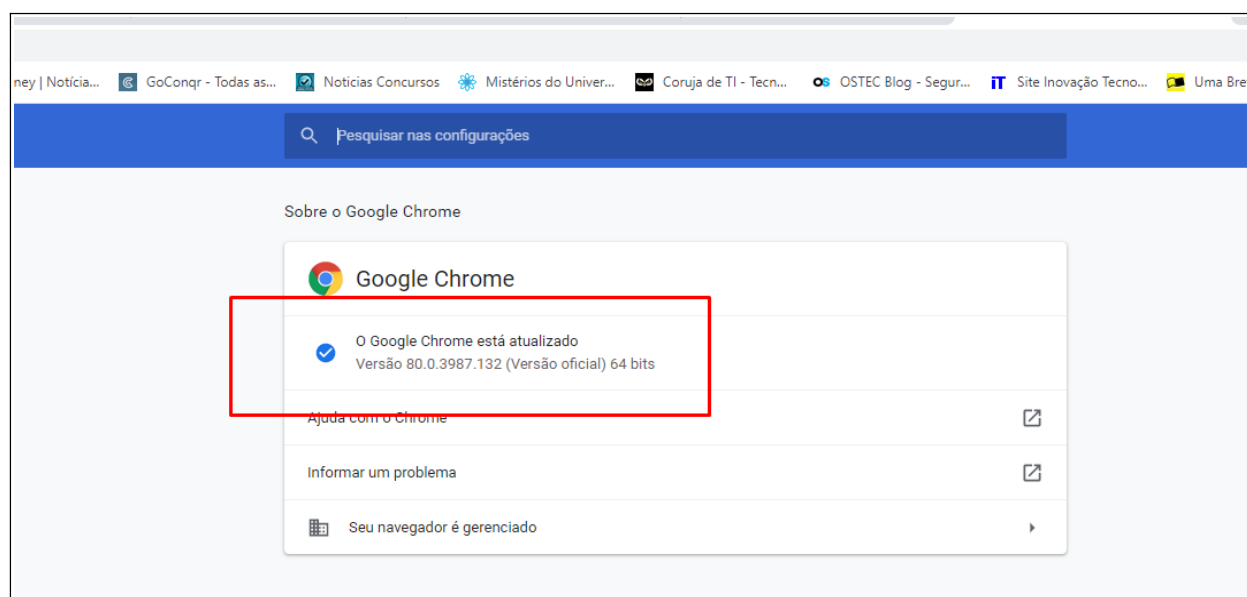 ney | Notícia... GoConqr - Todas as... Noticias Concursos Mistérios do Univer... Coruja de TI - Tecn... OS OSTEC Blog - Segur... iT Site Inovação Tecno... Uma Bre
Pesquisar nas configurações
Sobre o Google Chrome
Google Chrome
O Google Chrome está atualizado
Versão 80.0.3987.132 (Versão oficial) 64 bits
Ajuda com o Chrome
Informar um problema
Seu navegador é gerenciado